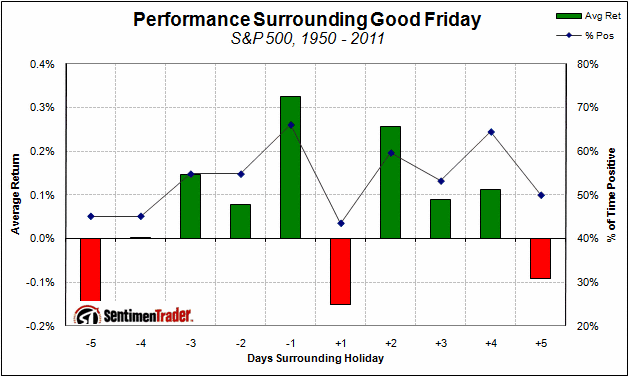 Performance Surrounding Good Friday
S&P 500, 1950 - 2011
Avg Ret
% Pos
0.4%
0.3%
0.2%
0.1%
0.0%
-0.1%
-0.2%
Average Return
80%
70%
60%
50%
40%
30%
20%
% of Time Positive
SentimenTrader
-5 -4 -3 -2 -1 +1 +2 +3 +4 +5
Days Surrounding Holiday